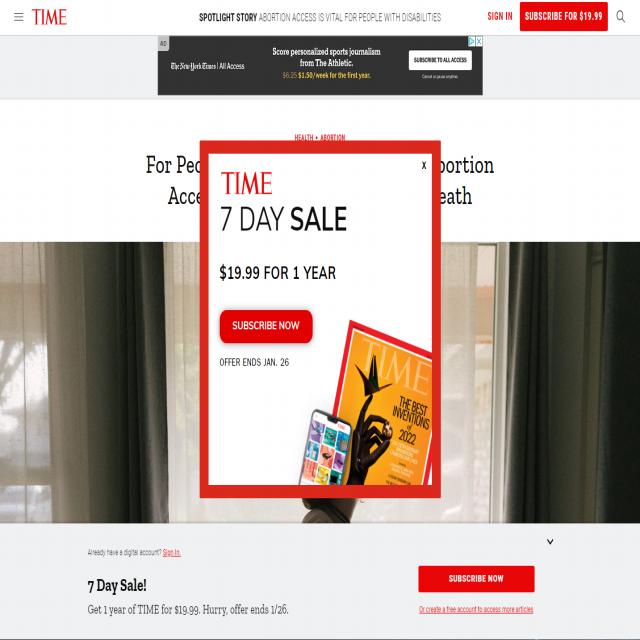 TIME
SPOTLIGHT STORY ABORTION ACCESS IS VITAL FOR PEOPLE WITH DISABILITIES
SIGN IN
SUBSCRIBE FOR $19.99
AD
The New York Times | All Access
Score personalized sports journalism
from The Athletic.
$6.25 $1.50/week for the first year.
SUBSCRIBE TO ALL ACCESS
Cancel or pause anytime.
HEALTH • ABORTION
For
Acce
X
TIME
7 DAY SALE
$19.99 FOR 1 YEAR
SUBSCRIBE NOW
OFFER ENDS JAN. 26
TIME
THE BEST
INVENTIONS
of
2022
Already have a digital account? Sign In.
7 Day Sale!
Get 1 year of TIME for $19.99. Hurry, offer ends 1/26.
SUBSCRIBE NOW
Or create a free account to access more articles